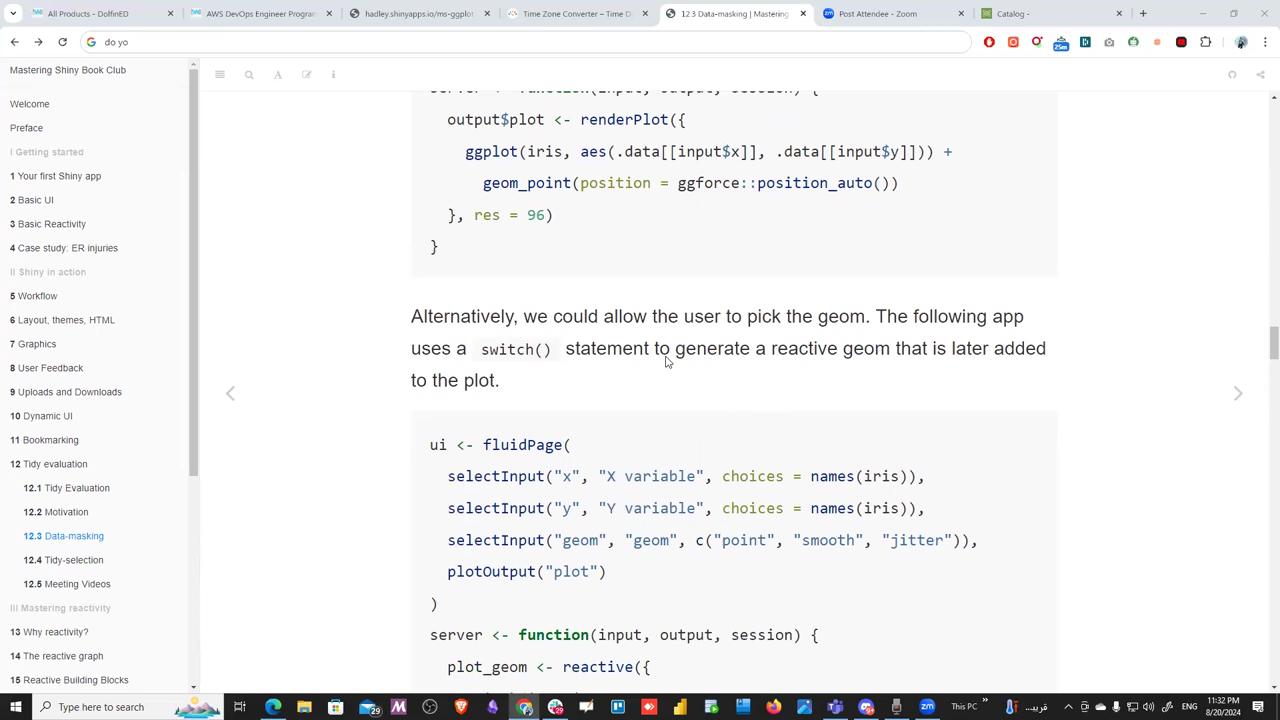 All Products - DolfinED
AWS DevOps Engineer Program
hadley.shinyapps.io/ms-ggplot
Time Zone Converter – Time D
12.3 Data-masking | Mastering
Post Attendee - Zoom
Catalog -
do yo
25m
Mastering Shiny Book Club
Welcome
Preface
I Getting started
1 Your first Shiny app
2 Basic UI
3 Basic Reactivity
4 Case study: ER injuries
II Shiny in action
5 Workflow
6 Layout, themes, HTML
7 Graphics
8 User Feedback
9 Uploads and Downloads
10 Dynamic UI
11 Bookmarking
12 Tidy evaluation
12.1 Tidy Evaluation
12.2 Motivation
12.3 Data-masking
12.4 Tidy-selection
12.5 Meeting Videos
III Mastering reactivity
13 Why reactivity?
14 The reactive graph
15 Reactive Building Blocks
server <- function(input, output, session) {
output$plot <- renderPlot({
ggplot(iris, aes(.data[[input$x]], .data[[input$y]])) +
geom_point(position = ggforce::position_auto())
}, res = 96)
}
Alternatively, we could allow the user to pick the geom. The following app
uses a switch() statement to generate a reactive geom that is later added
to the plot.
ui <- fluidPage(
selectInput("x", "X variable", choices = names(iris)),
selectInput("y", "Y variable", choices = names(iris)),
selectInput("geom", "geom", c("point", "smooth", "jitter")),
plotOutput("plot")
)
server <- function(input, output, session) {
plot_geom <- reactive({
Type here to search
29
This PC
11:32 PM
8/20/2024